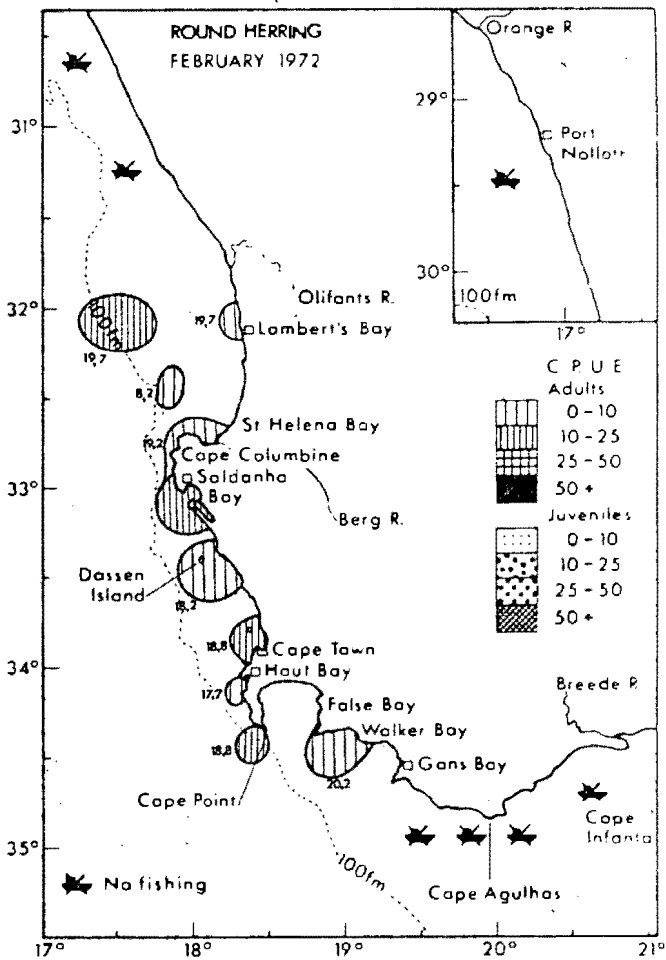 ROUND HERRING
FEBRUARY 1972
Orange R
29°
Port
Nolloth
30°
100fm
17°
31°
32°
33°
34°
35°
Olifants R.
19,7
Lambert's Bay
100fm
19,7
8,2
St Helena Bay
19,2
Cape Columbine
Saldanha
Bay
Berg R.
Dassen
Island
18,2
18,8
Cape Town
Haut Bay
17,7
False Bay
Walker Bay
18,8
Gans Bay
20,2
Cape Point
Breede R.
Cape
Infanta
100fm
Cape Agulhas
No fishing
C P U E
Adults
0-10
10-25
25-50
50+
Juveniles
0-10
10-25
25-50
50+
17° 18° 19° 20° 21°